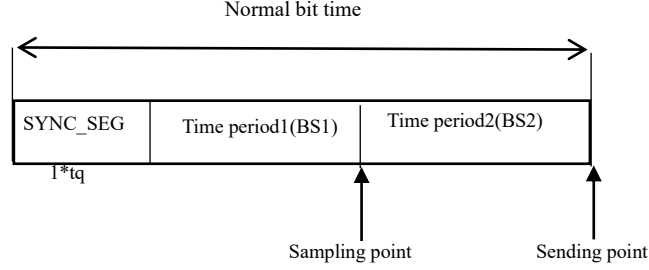 Normal bit time
SYNC_SEG
Time period1(BS1)
Time period2(BS2)
1*tq
Sampling point
Sending point